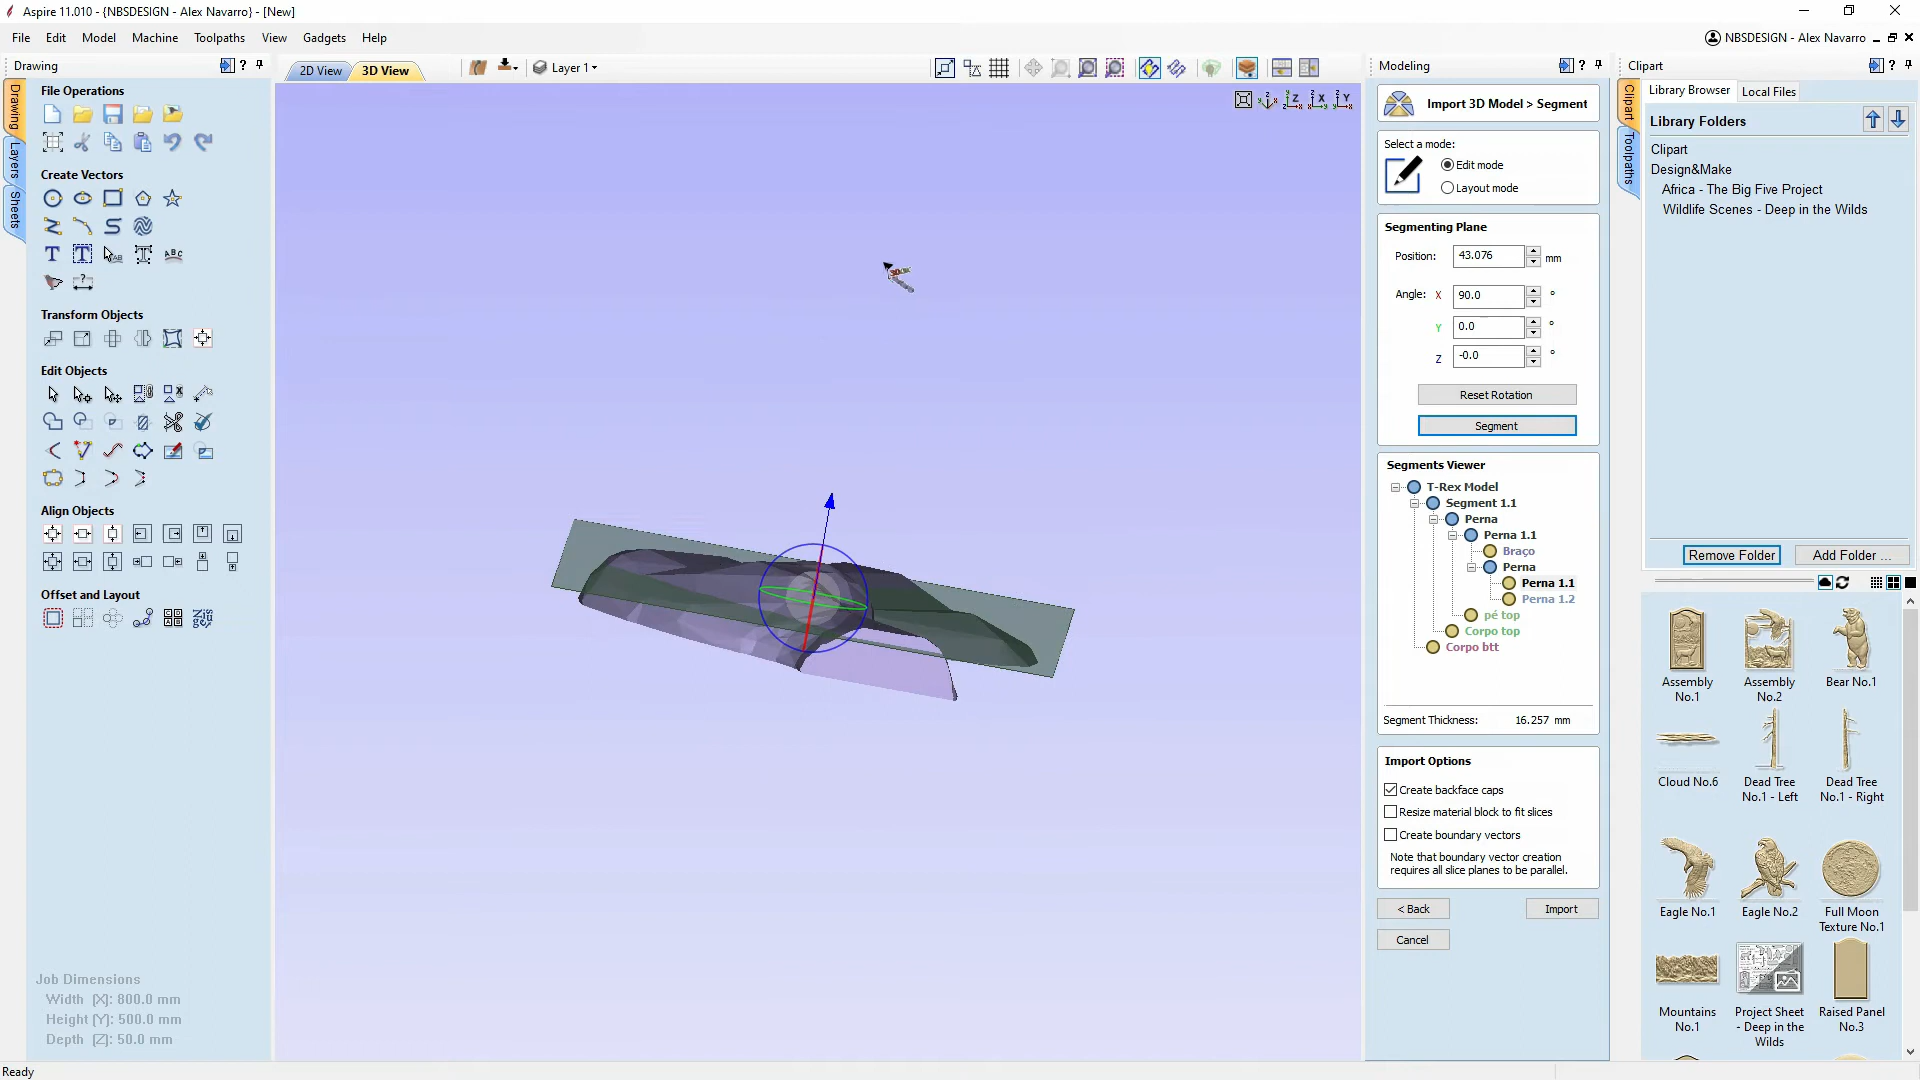 Aspire 11.010 - {NBSDESIGN - Alex Navarro} - [New]
File Edit Model Machine Toolpaths View Gadgets Help
NBSDESIGN - Alex Navarro
Drawing
2D View
3D View
Layer 1
Modeling
Clipart
Drawing
Layers
Sheets
File Operations
Create Vectors
Transform Objects
Edit Objects
Align Objects
Offset and Layout
Job Dimensions
Width (X): 800.0 mm
Height (Y): 500.0 mm
Depth (Z): 50.0 mm
Ready
Import 3D Model > Segment
Select a mode:
Edit mode
Layout mode
Segmenting Plane
Position: 43.076 mm
Angle: X 90.0 °
Y 0.0 °
Z -0.0 °
Reset Rotation
Segment
Segments Viewer
T-Rex Model
Segment 1.1
Perna
Perna 1.1
Braço
Perna
Perna 1.1
Perna 1.2
pé top
Corpo top
Corpo btt
Segment Thickness: 16.257 mm
Import Options
Create backface caps
Resize material block to fit slices
Create boundary vectors
Note that boundary vector creation
requires all slice planes to be parallel.
< Back
Import
Cancel
Clipart
Toolpaths
Library Browser
Local Files
Library Folders
Clipart
Design&Make
Africa - The Big Five Project
Wildlife Scenes - Deep in the Wilds
Remove Folder
Add Folder ...
Assembly
No.1
Assembly
No.2
Bear No.1
Cloud No.6
Dead Tree
No.1 - Left
Dead Tree
No.1 - Right
Eagle No.1
Eagle No.2
Full Moon
Texture No.1
Mountains
No.1
Project Sheet
- Deep in the
Wilds
Raised Panel
No.3